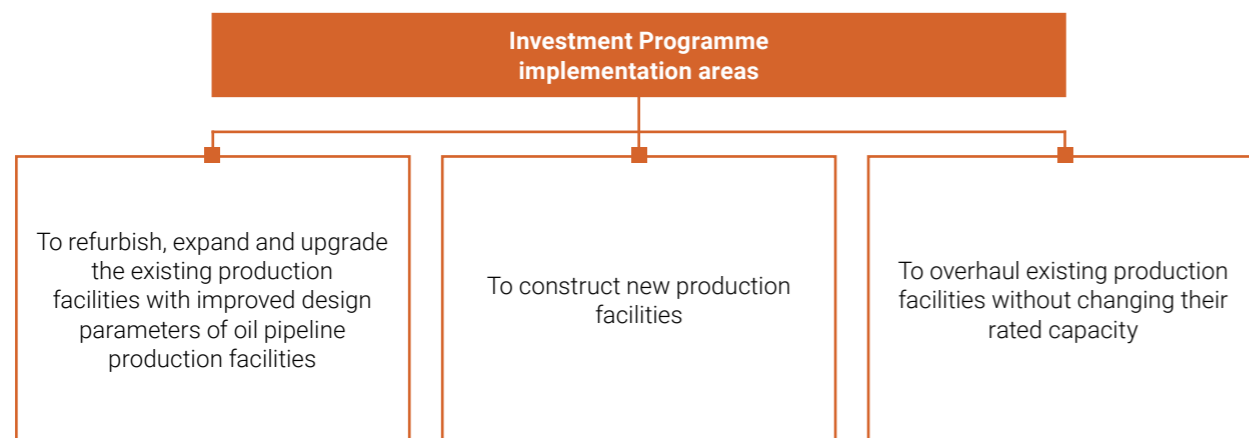 Investment Programme
implementation areas
To refurbish, expand and upgrade
the existing production
facilities with improved design
parameters of oil pipeline
production facilities
To construct new production
facilities
To overhaul existing production
facilities without changing their
rated capacity